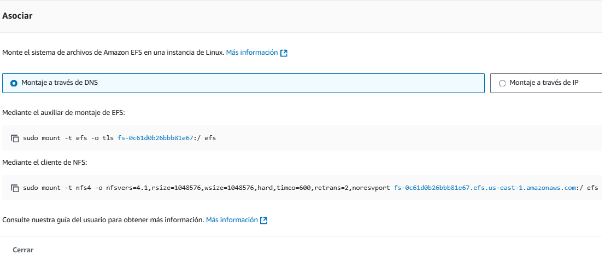 Asociar
Monte el sistema de archivos de Amazon EFS en una instancia de Linux. Más información
Montaje a través de DNS
Montaje a través de IP
Mediante el auxiliar de montaje de EFS:
sudo mount -t efs -o tls fs-0c61d0b26bbb81e67:/ efs
Mediante el cliente de NFS:
sudo mount -t nfs4 -o nfsvers=4.1,rsize=1048576,wsize=1048576,hard,timeo=600,retrans=2,noresvport fs-0c61d0b26bbb81e67.efs.us-east-1.amazonaws.com:/ efs
Consulte nuestra guía del usuario para obtener más información. Más información
Cerrar